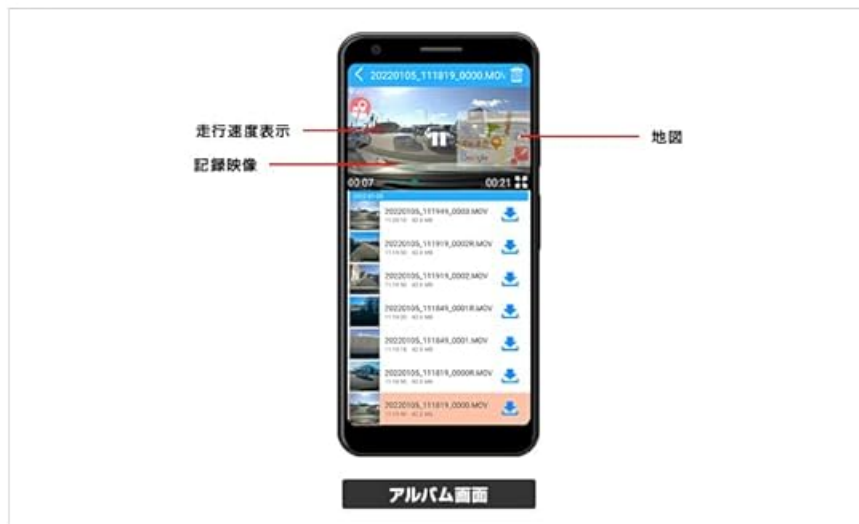 20220105_111819_0000.MOV
走行速度表示
地図
記録映像
Google
00:07
00:21
20220105_111949_0003.MOV
20220105_111919_0002R.MOV
20220105_111919_0002.MOV
20220105_111849_0001R.MOV
20220105_111849_0001.MOV
20220105_111819_0000R.MOV
20220105_111819_0000.MOV
アルバム画面